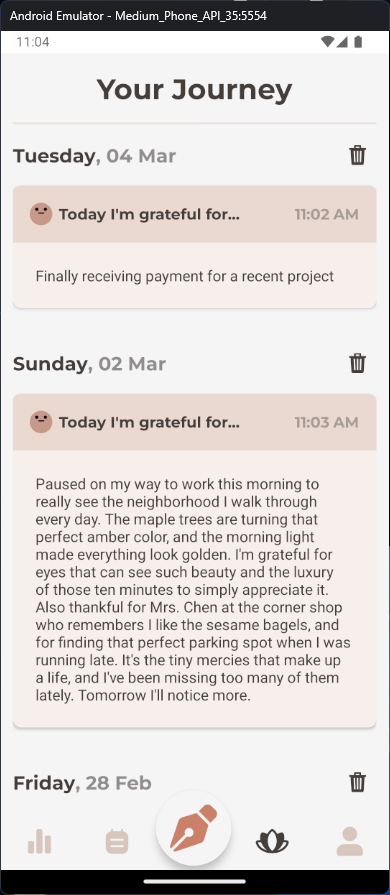 Android Emulator - Medium_Phone_API_35:5554
11:04
Your Journey
Tuesday, 04 Mar
Today I'm grateful for... 11:02 AM
Finally receiving payment for a recent project
Sunday, 02 Mar
Today I'm grateful for... 11:03 AM
Paused on my way to work this morning to
really see the neighborhood I walk through
every day. The maple trees are turning that
perfect amber color, and the morning light
made everything look golden. I'm grateful for
eyes that can see such beauty and the luxury
of those ten minutes to simply appreciate it.
Also thankful for Mrs. Chen at the corner shop
who remembers I like the sesame bagels, and
for finding that perfect parking spot when I was
running late. It's the tiny mercies that make up
a life, and I've been missing too many of them
lately. Tomorrow I'll notice more.
Friday, 28 Feb